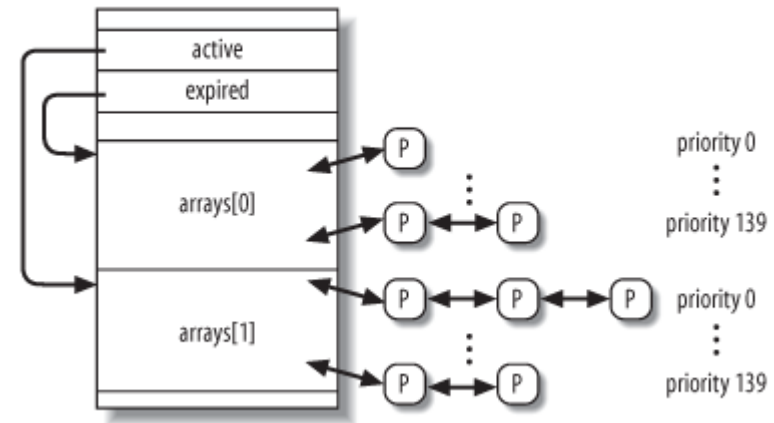 active
expired
P priority 0
arrays[0]
P P priority 139
P P P priority 0
arrays[1]
P P priority 139